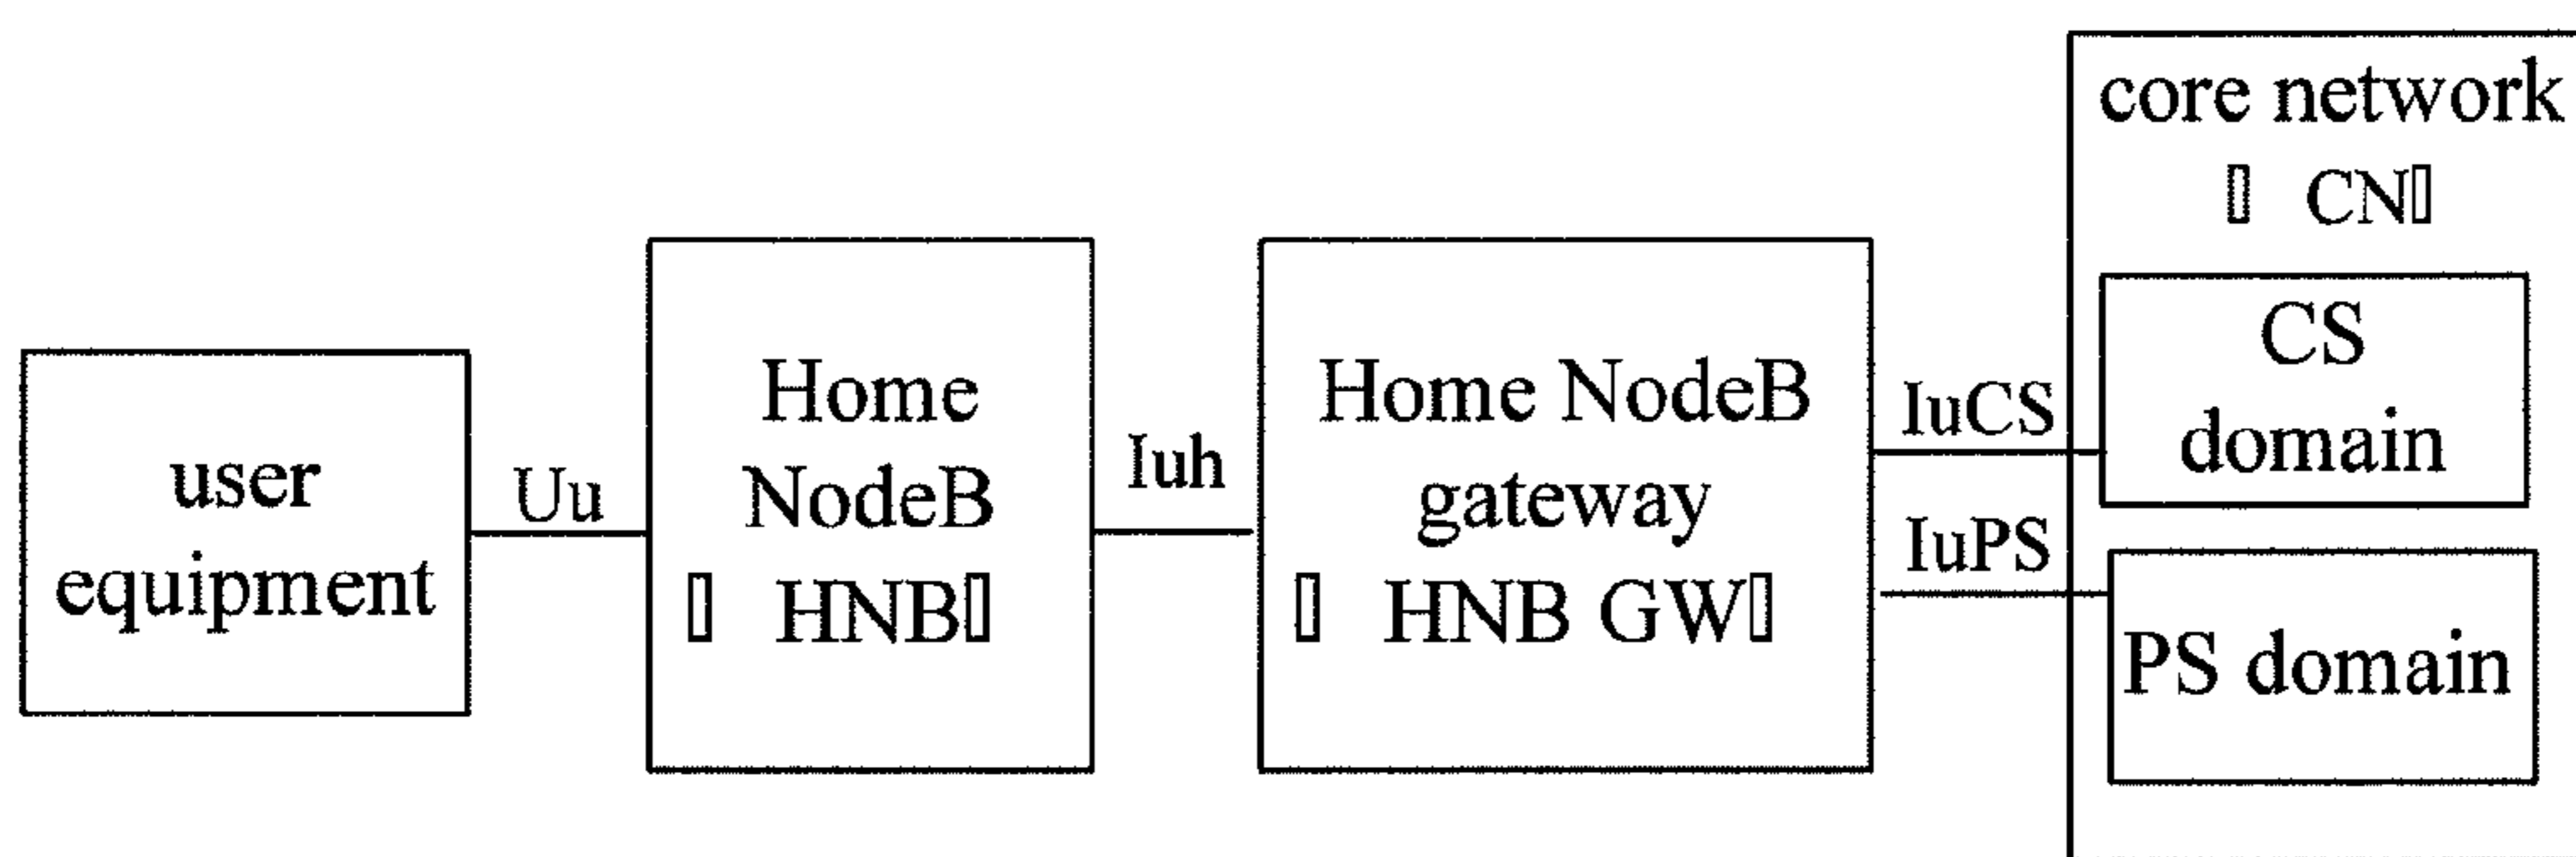 user
equipment
Uu
Home
NodeB
▯ HNB▯
Iuh
Home NodeB
gateway
▯ HNB GW▯
IuCS
IuPS
core network
▯ CN▯
CS
domain
PS domain